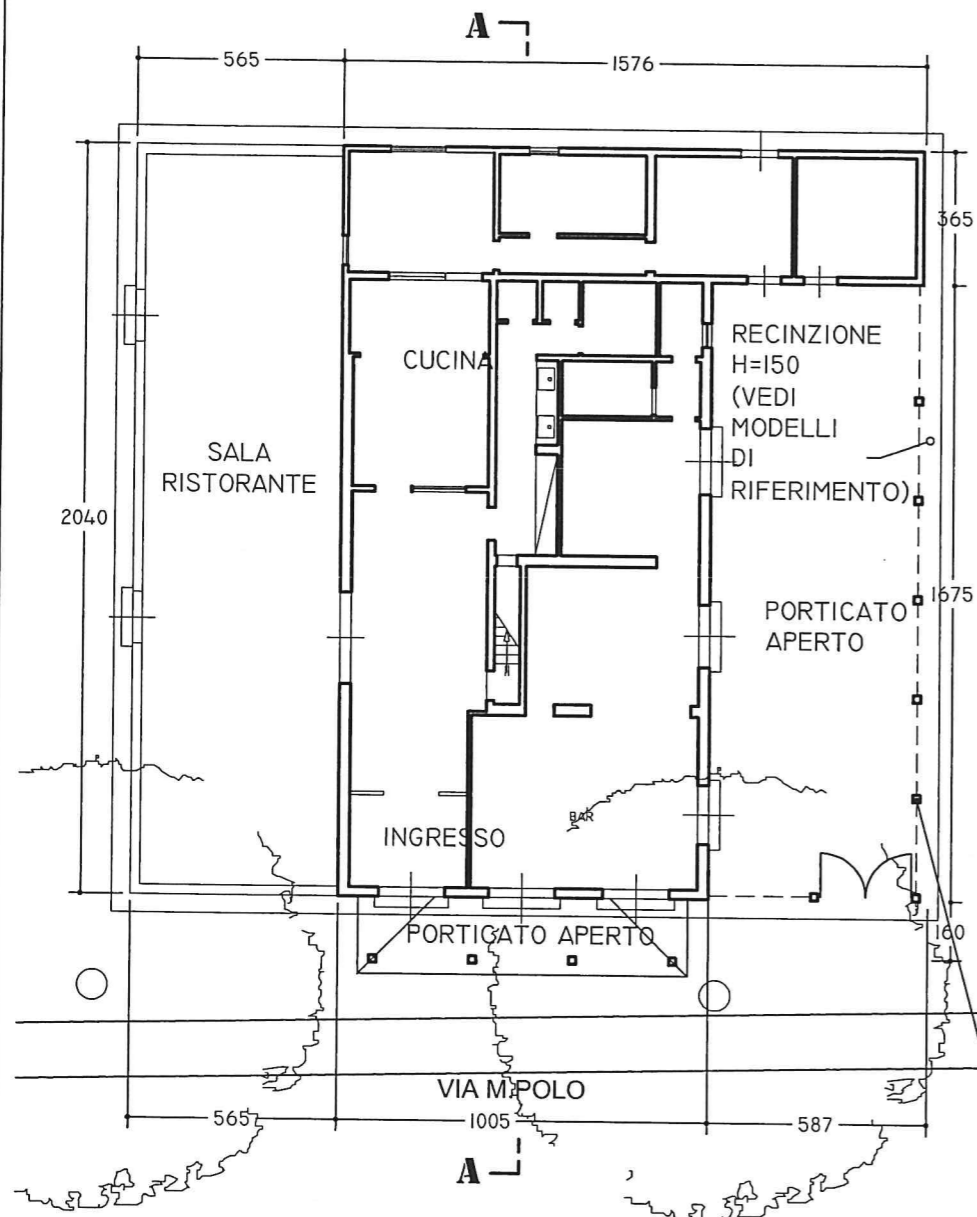 A
565
1576
365
RECINZIONE
H=150
(VEDI
MODELLI
DI
RIFERIMENTO)
CUCINA
SALA
RISTORANTE
2040
1675
PORTICATO
APERTO
BAR
INGRESSO
PORTICATO APERTO
160
VIA M.POLO
565
1005
587
A